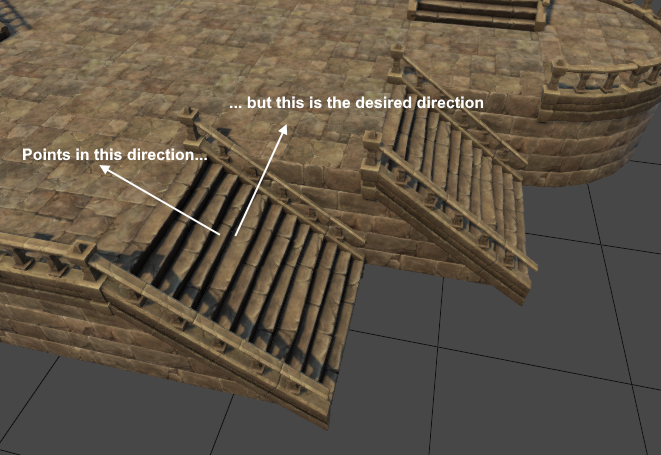 ... but this is the desired direction
Points in this direction...